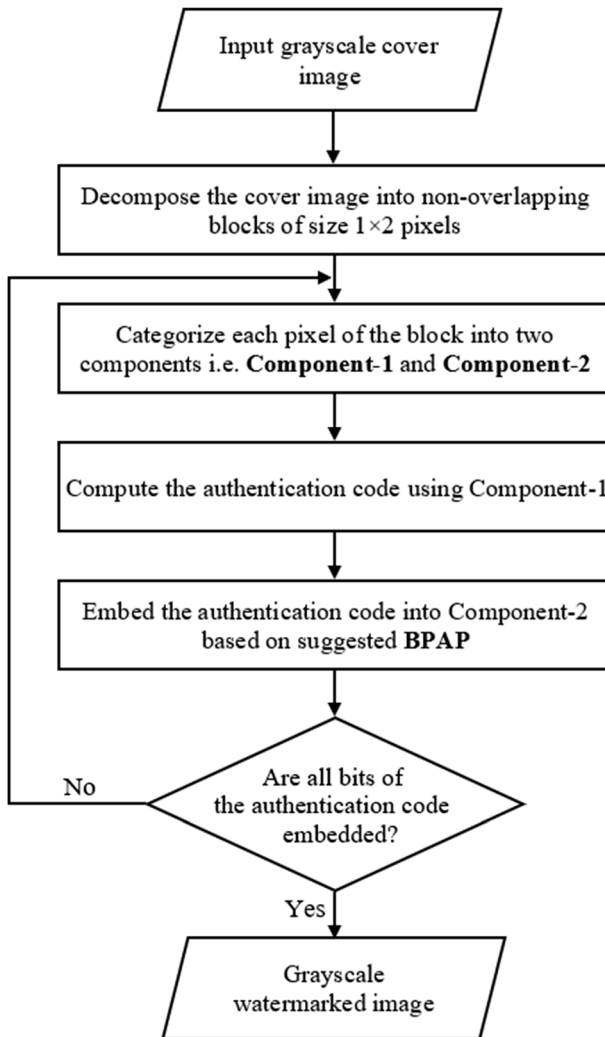 Input grayscale cover
image
Decompose the cover image into non-overlapping
blocks of size 1×2 pixels
Categorize each pixel of the block into two
components i.e. Component-1 and Component-2
Compute the authentication code using Component-1
Embed the authentication code into Component-2
based on suggested BPAP
Are all bits of
the authentication code
embedded?
No
Yes
Grayscale
watermarked image